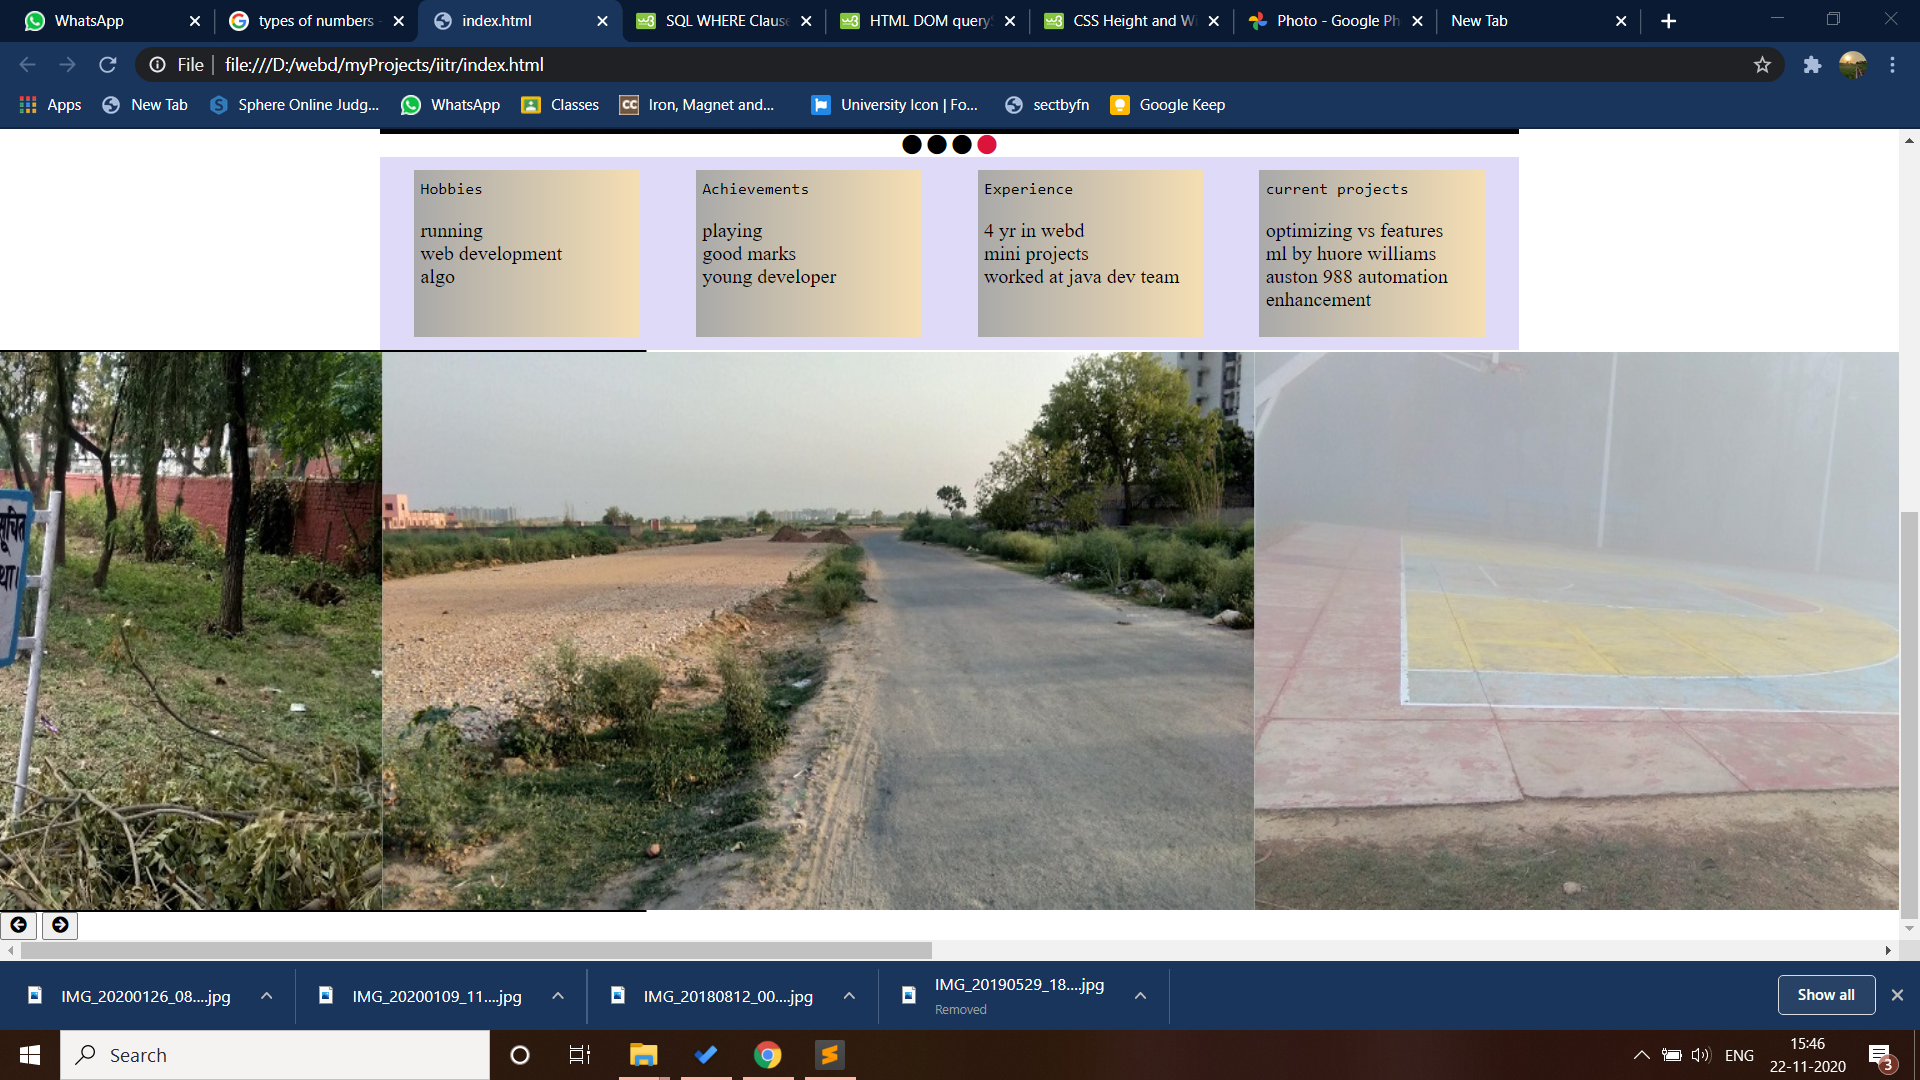 WhatsApp
types of numbers -
index.html
SQL WHERE Clause
HTML DOM query
CSS Height and Wi
Photo - Google Ph
New Tab
File
file:///D:/webd/myProjects/iitr/index.html
Apps
New Tab
Sphere Online Judg...
WhatsApp
Classes
CC
Iron, Magnet and...
University Icon | Fo...
sectbyfn
Google Keep
Hobbies
running
web development
algo
Achievements
playing
good marks
young developer
Experience
4 yr in webd
mini projects
worked at java dev team
current projects
optimizing vs features
ml by huore williams
auston 988 automation
enhancement
सूचित
था।
IMG_20200126_08....jpg
IMG_20200109_11....jpg
IMG_20180812_00....jpg
IMG_20190529_18....jpg
Removed
Show all
Search
ENG
15:46
22-11-2020
3